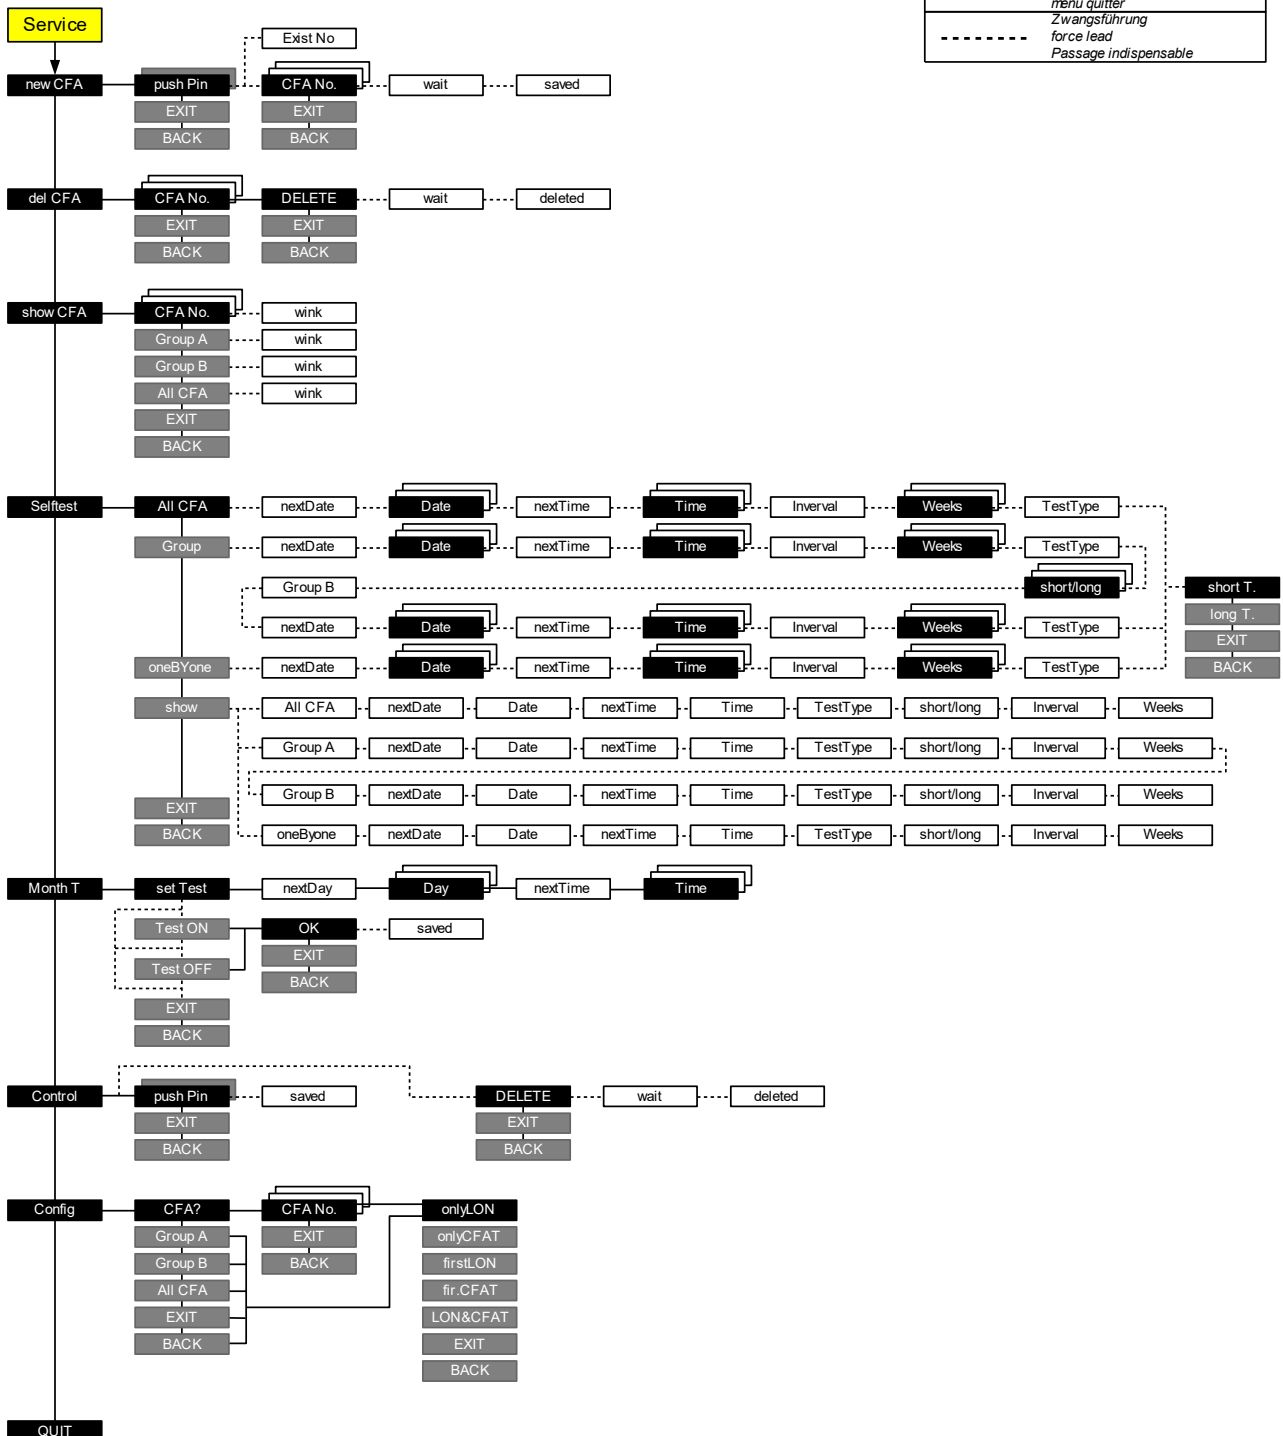 menu quitter
Zwangsführung
force lead
Passage indispensable
Service
Exist No
new CFA push Pin CFA No. wait saved
EXIT EXIT
BACK BACK
del CFA CFA No. DELETE wait deleted
EXIT EXIT
BACK BACK
show CFA CFA No. wink
Group A wink
Group B wink
All CFA wink
EXIT
BACK
Selftest All CFA nextDate Date nextTime Time Inverval Weeks TestType
Group nextDate Date nextTime Time Inverval Weeks TestType
Group B short/long short T.
long T.
nextDate Date nextTime Time Inverval Weeks TestType
EXIT
oneBYone nextDate Date nextTime Time Inverval Weeks TestType BACK
show All CFA nextDate Date nextTime Time TestType short/long Inverval Weeks
Group A nextDate Date nextTime Time TestType short/long Inverval Weeks
Group B nextDate Date nextTime Time TestType short/long Inverval Weeks
EXIT
BACK oneByone nextDate Date nextTime Time TestType short/long Inverval Weeks
Month T set Test nextDay Day nextTime Time
Test ON OK saved
EXIT
Test OFF
BACK
EXIT
BACK
Control push Pin saved DELETE wait deleted
EXIT EXIT
BACK BACK
Config CFA? CFA No. onlyLON
Group A EXIT onlyCFAT
Group B BACK firstLON
All CFA fir.CFAT
EXIT LON&CFAT
BACK EXIT
BACK
QUIT